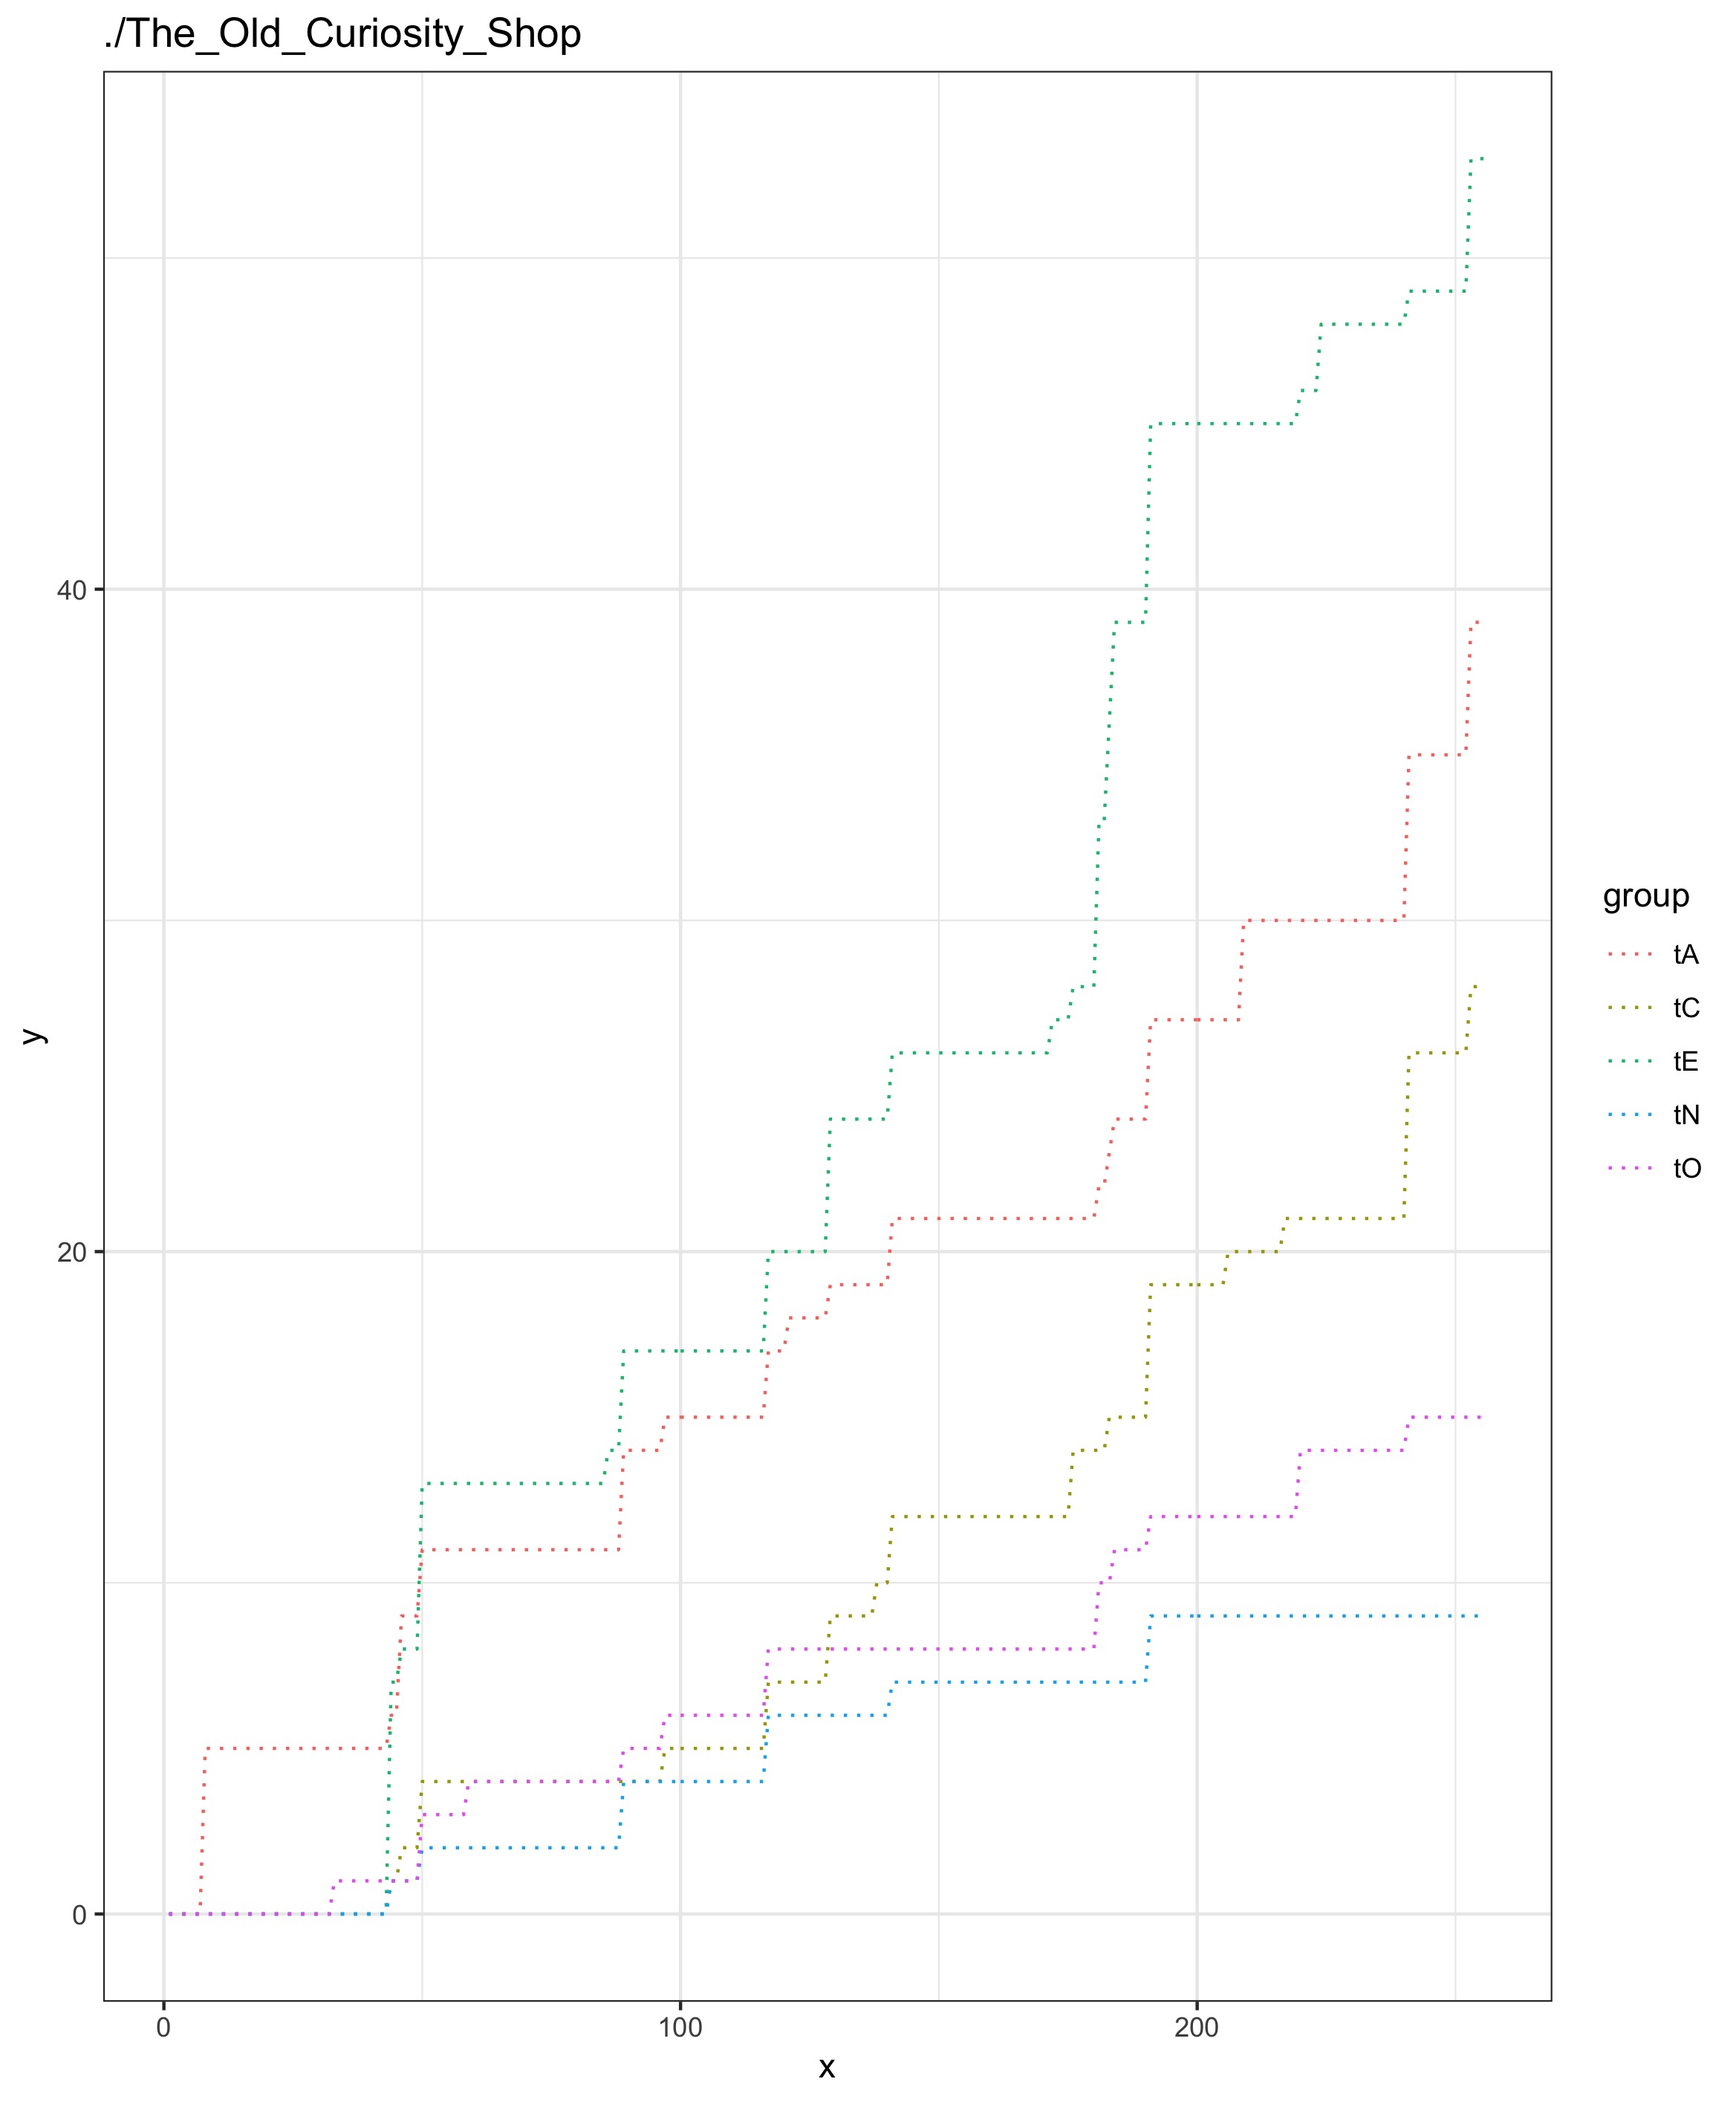 ./The_Old_Curiosity_Shop
y
40
20
0
0 100 200
x
group
tA
tC
tE
tN
tO